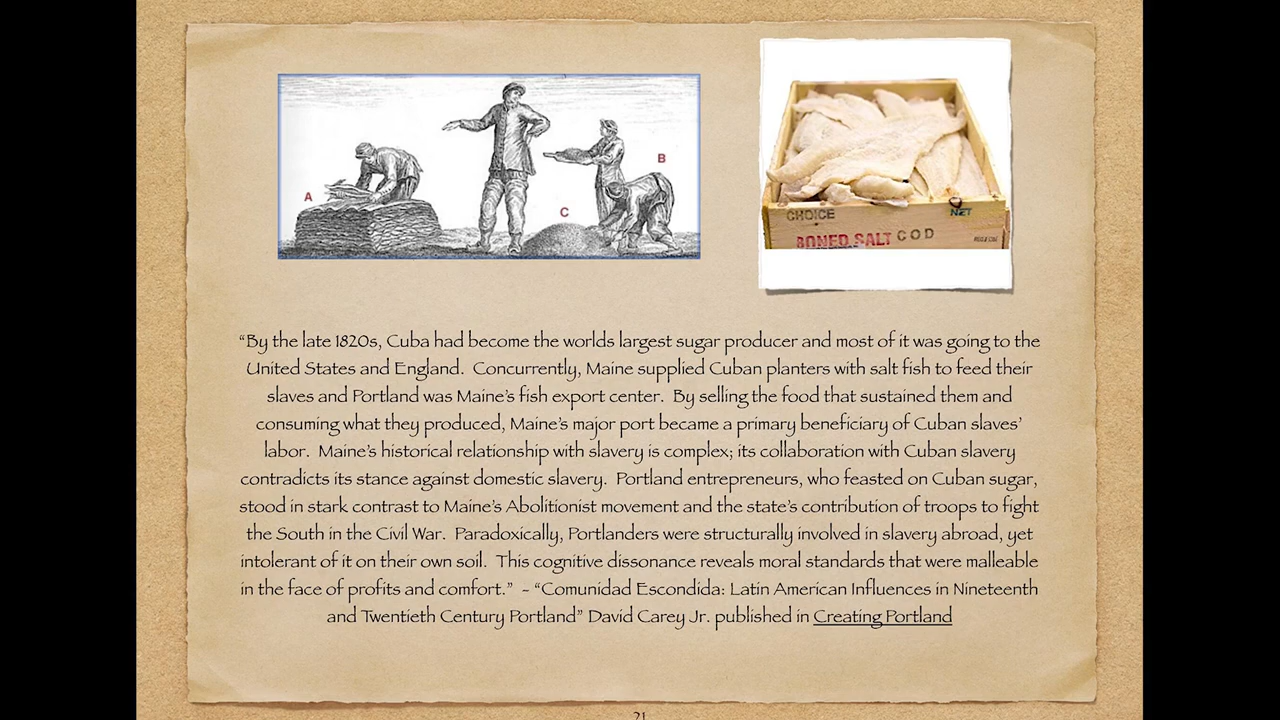 A
B
C
CHOICE
NET
BONED SALT COD
“By the late 1820s, Cuba had become the worlds largest sugar producer and most of it was going to the
United States and England. Concurrently, Maine supplied Cuban planters with salt fish to feed their
slaves and Portland was Maine’s fish export center. By selling the food that sustained them and
consuming what they produced, Maine’s major port became a primary beneficiary of Cuban slaves’
labor. Maine’s historical relationship with slavery is complex; its collaboration with Cuban slavery
contradicts its stance against domestic slavery. Portland entrepreneurs, who feasted on Cuban sugar,
stood in stark contrast to Maine’s Abolitionist movement and the state’s contribution of troops to fight
the South in the Civil War. Paradoxically, Portlanders were structurally involved in slavery abroad, yet
intolerant of it on their own soil. This cognitive dissonance reveals moral standards that were malleable
in the face of profits and comfort.” - “Comunidad Escondida: Latin American Influences in Nineteenth
and Twentieth Century Portland” David Carey Jr. published in Creating Portland
21